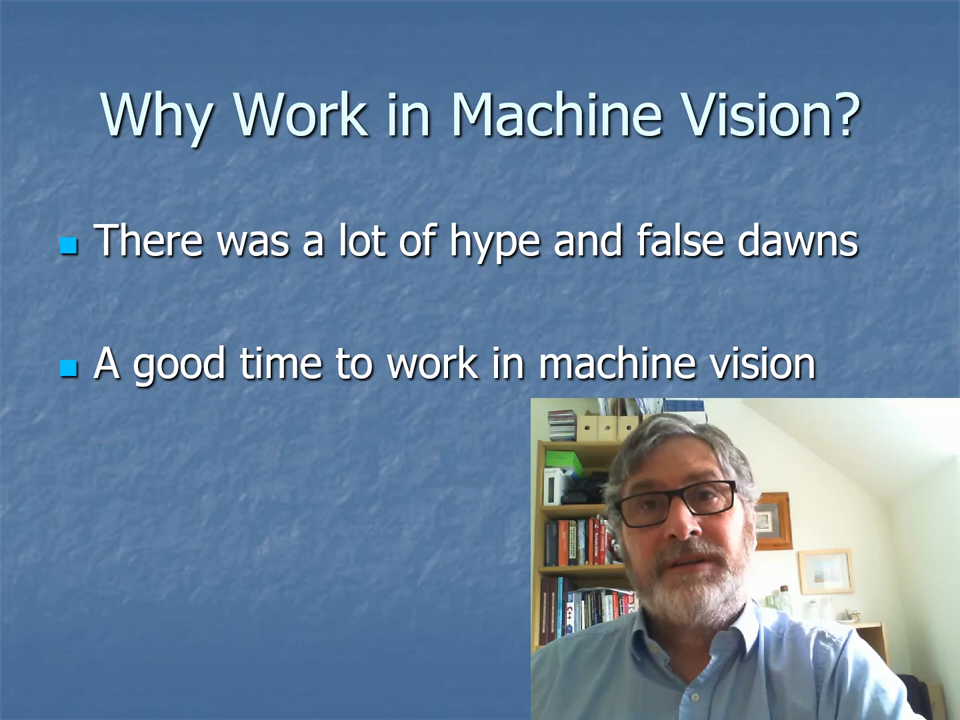 Why Work in Machine Vision?
There was a lot of hype and false dawns
A good time to work in machine vision
C++